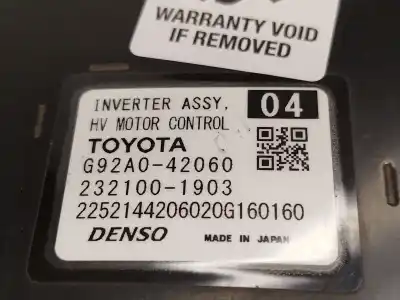 WARRANTY VOID
IF REMOVED
INVERTER ASSY, 04
HV MOTOR CONTROL
TOYOTA
G92A0-42060
232100-1903
2252144206020G160160
DENSO MADE IN JAPAN